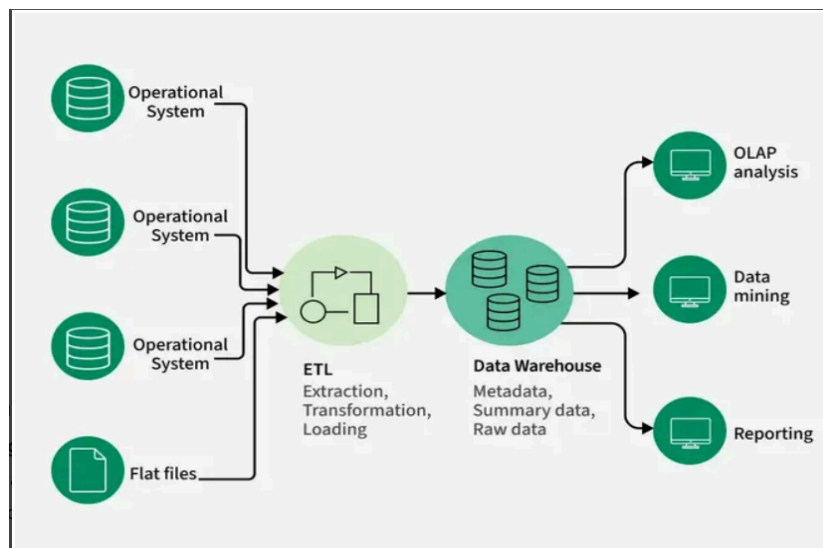 Operational
System
Operational
System
Operational
System
Flat files
ETL
Extraction,
Transformation,
Loading
Data Warehouse
Metadata,
Summary data,
Raw data
OLAP
analysis
Data
mining
Reporting